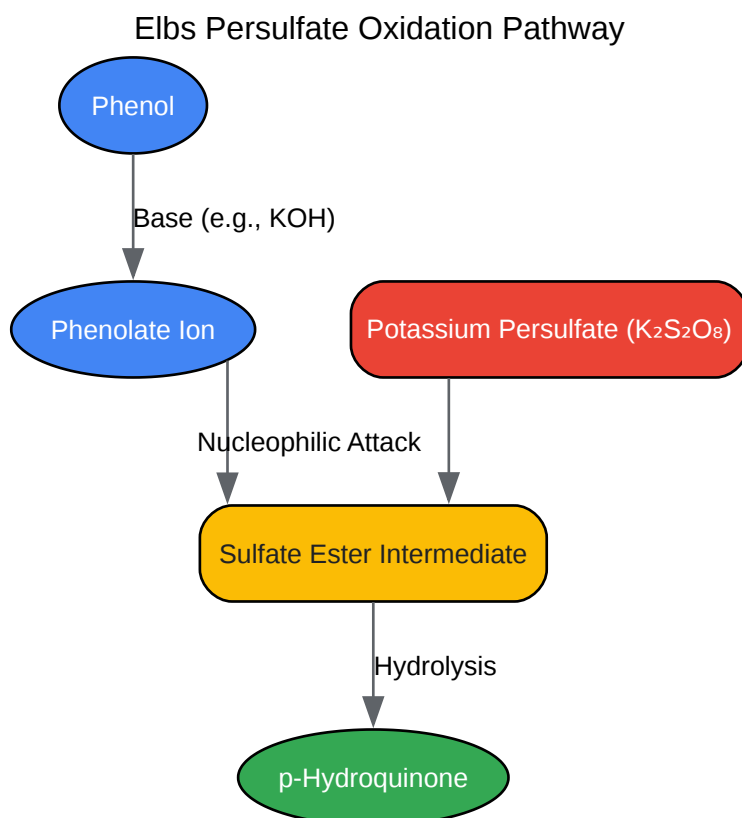 Elbs Persulfate Oxidation Pathway
Phenol
Base (e.g., KOH)
Phenolate Ion
Potassium Persulfate (K₂S₂O₈)
Nucleophilic Attack
Sulfate Ester Intermediate
Hydrolysis
p-Hydroquinone